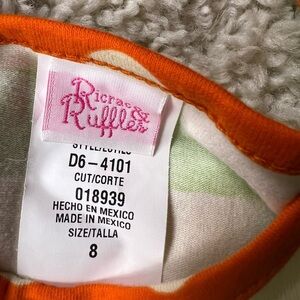 Ricrac &
Ruffles
STYLE/ESTILO
D6-4101
CUT/CORTE
018939
HECHO EN MEXICO
MADE IN MEXICO
SIZE/TALLA
8